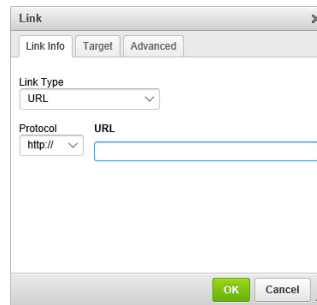 Link
Link Info Target Advanced
Link Type
URL
Protocol URL
http://
OK Cancel